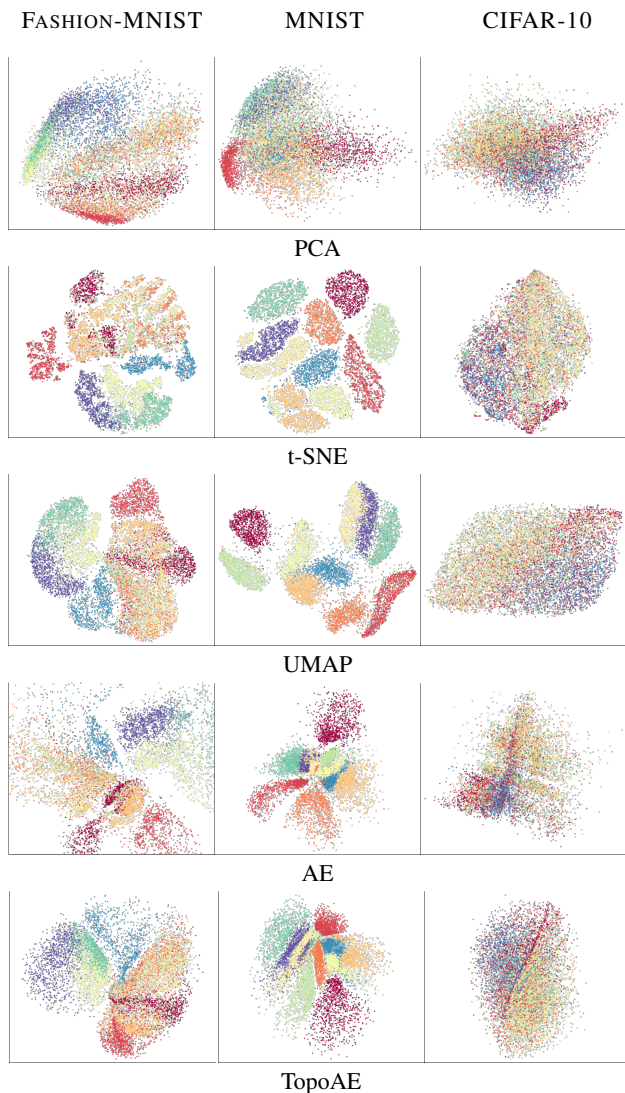 FASHION-MNIST MNIST CIFAR-10
PCA
t-SNE
UMAP
AE
TopoAE